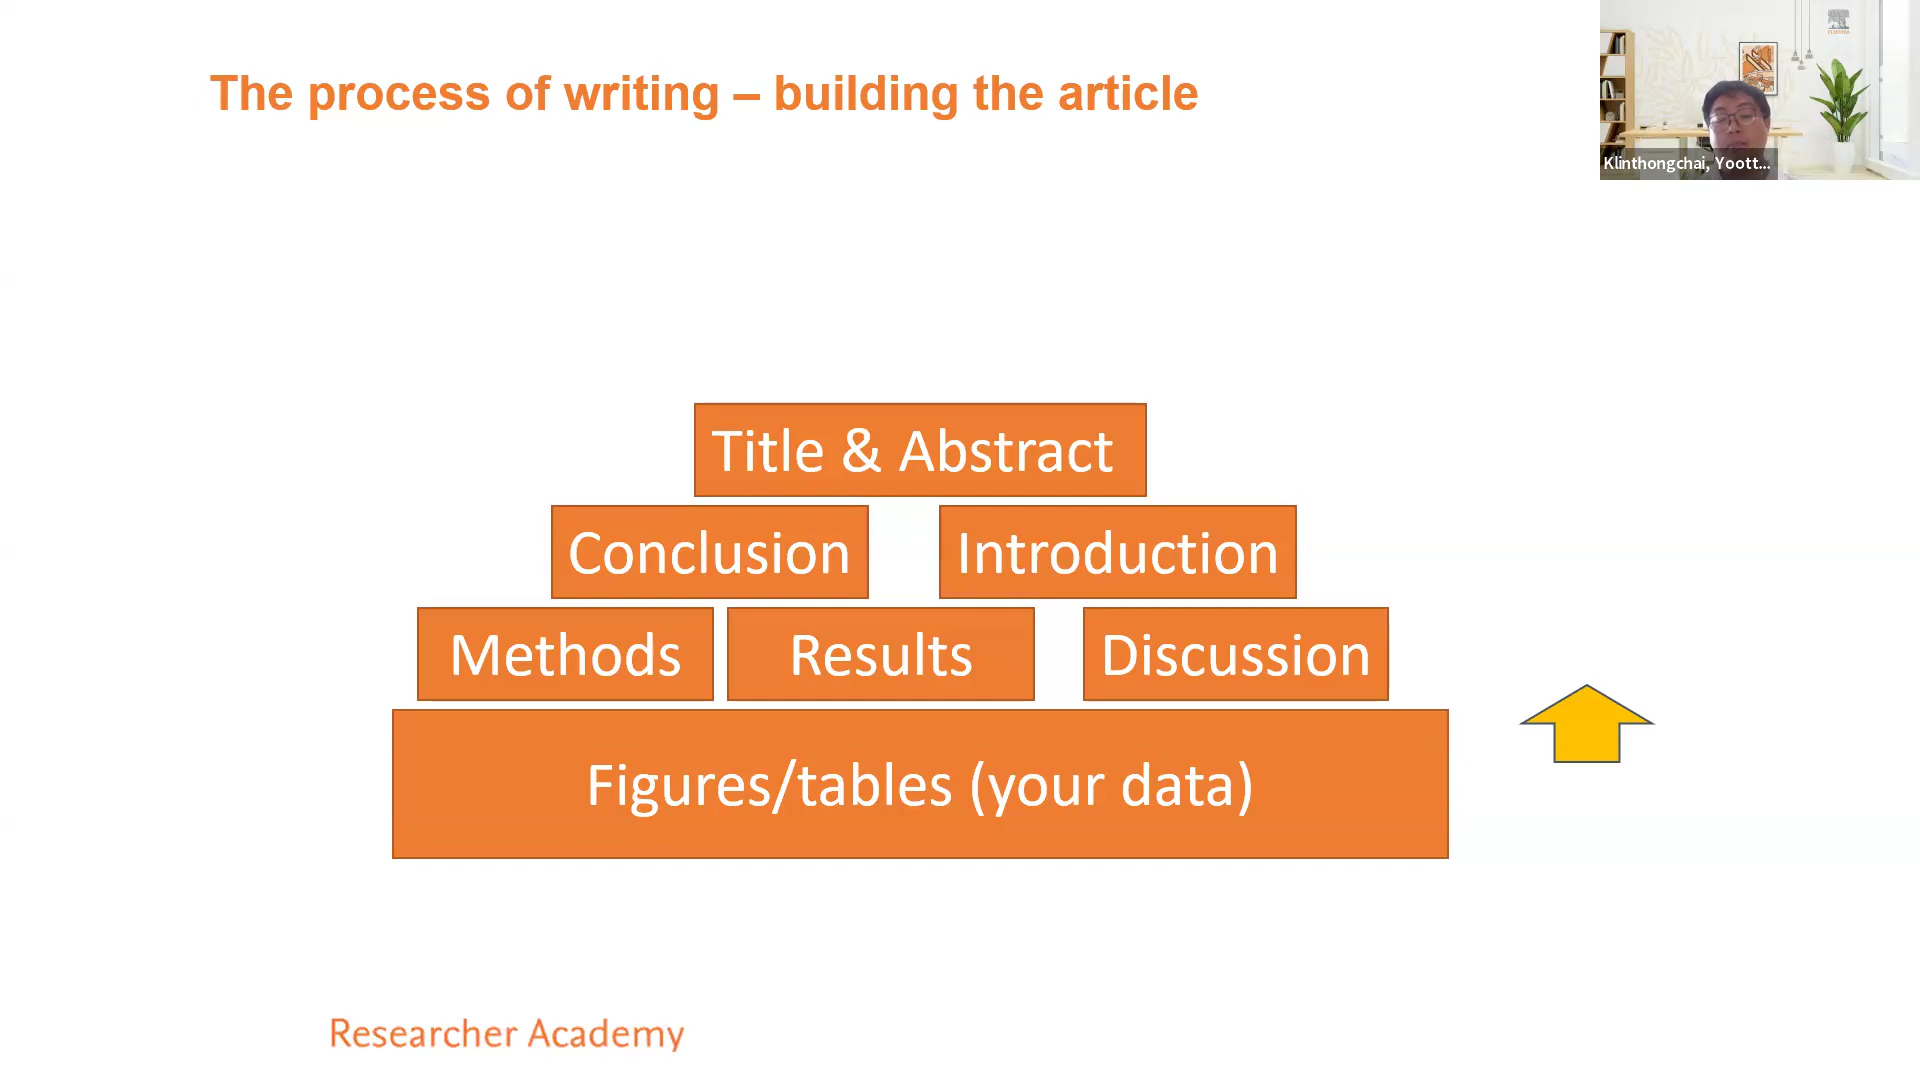 The process of writing – building the article
Klinthongchai, Yoott...
Title & Abstract
Conclusion
Introduction
Methods
Results
Discussion
Figures/tables (your data)
Researcher Academy